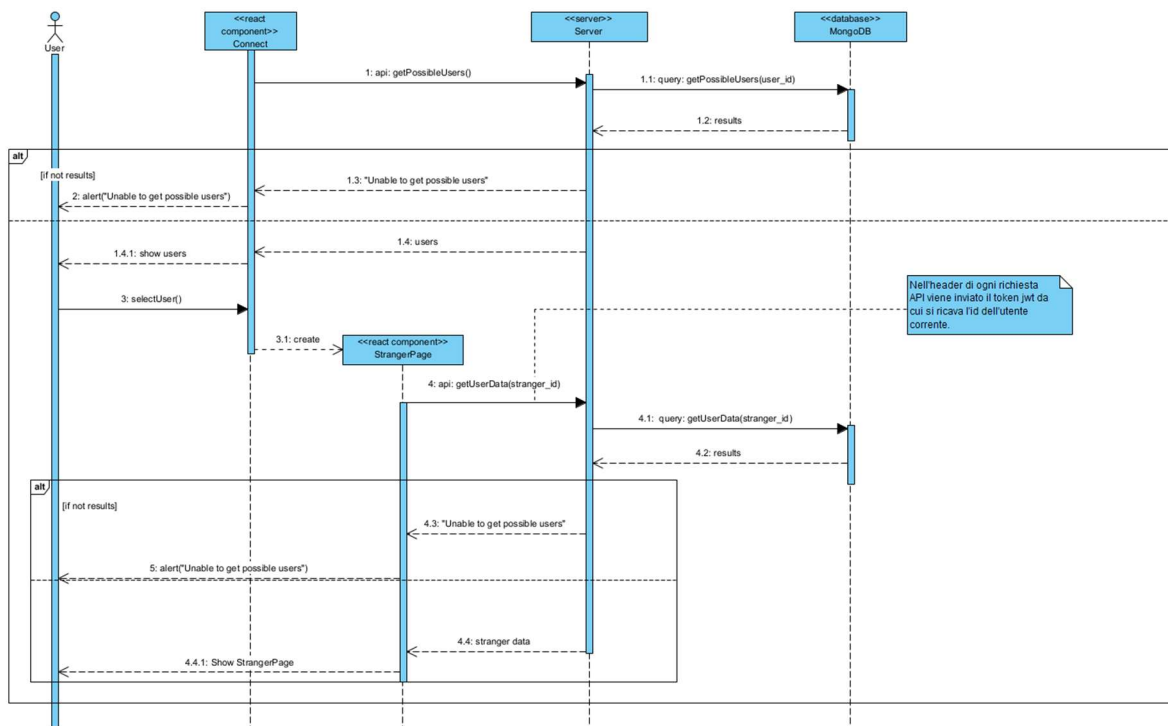 <<react
component>>
Connect
<<server>>
Server
<<database>>
MongoDB
User
1: api: getPossibleUsers()
1.1: query: getPossibleUsers(user_id)
1.2: results
alt
[if not results]
1.3: "Unable to get possible users"
2: alert("Unable to get possible users")
1.4: users
1.4.1: show users
Nell'header di ogni richiesta
API viene inviato il token jwt da
cui si ricava l'id dell'utente
corrente.
3: selectUser()
3.1: create
<<react component>>
StrangerPage
4: api: getUserData(stranger_id)
4.1: query: getUserData(stranger_id)
4.2: results
alt
[if not results]
4.3: "Unable to get possible users"
5: alert("Unable to get possible users")
4.4: stranger data
4.4.1: Show StrangerPage